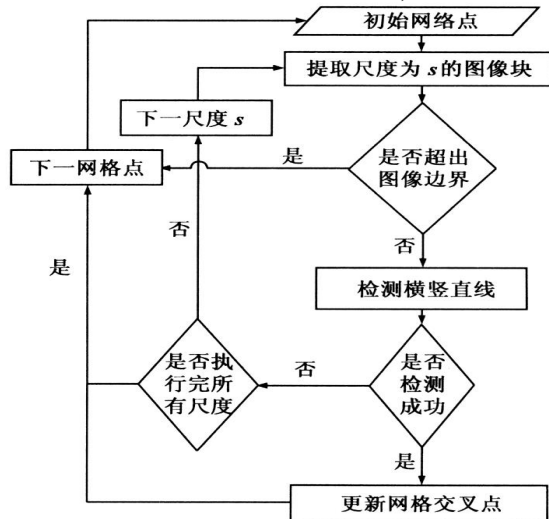 初始网络点
提取尺度为 s 的图像块
下一尺度 s
下一网格点
是
是否超出
图像边界
否
否
是
检测横竖直线
是否执
行完所
有尺度
否
是否
检测
成功
是
更新网格交叉点